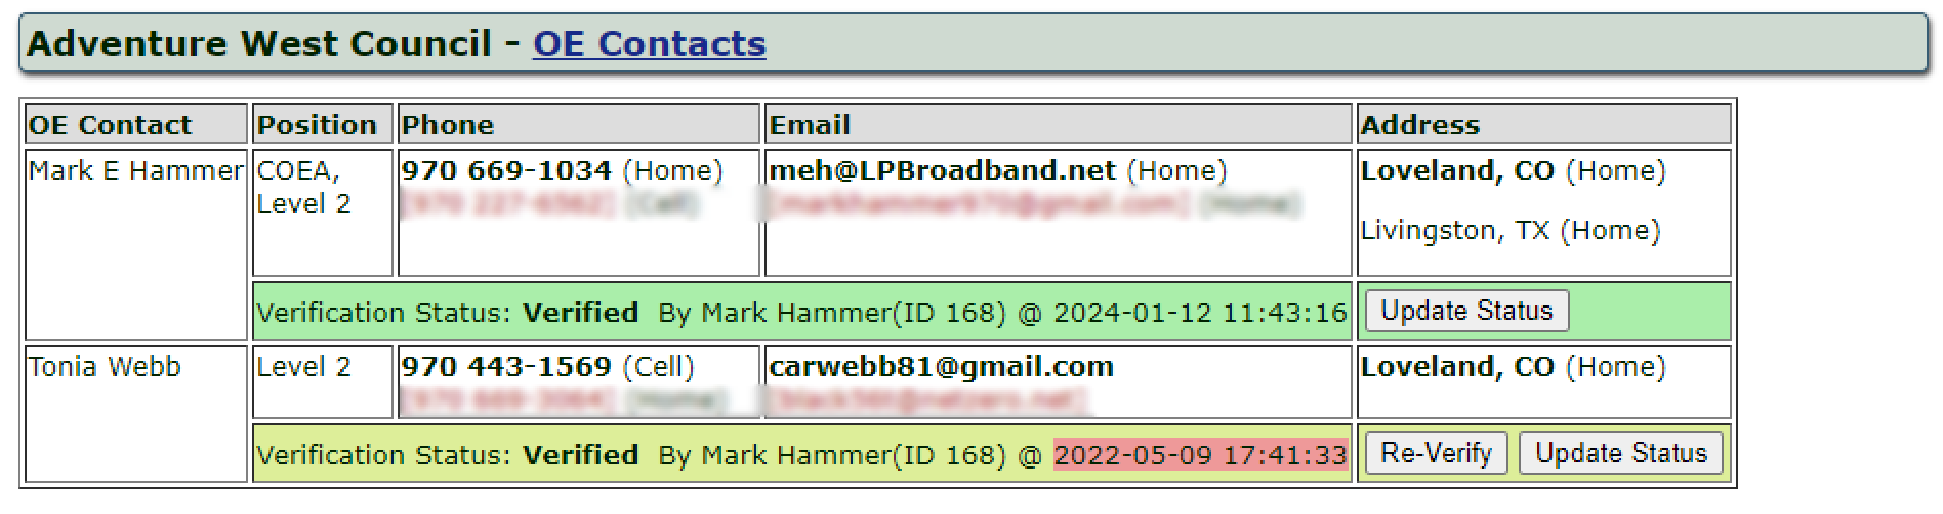 Adventure West Council - OE Contacts
OE Contact Position Phone Email Address
Mark E Hammer COEA, Level 2 970 669-1034 (Home) meh@LPBroadband.net (Home) Loveland, CO (Home)
Livingston, TX (Home)
Verification Status: Verified By Mark Hammer(ID 168) @ 2024-01-12 11:43:16 Update Status
Tonia Webb Level 2 970 443-1569 (Cell) carwebb81@gmail.com Loveland, CO (Home)
Verification Status: Verified By Mark Hammer(ID 168) @ 2022-05-09 17:41:33 Re-Verify Update Status